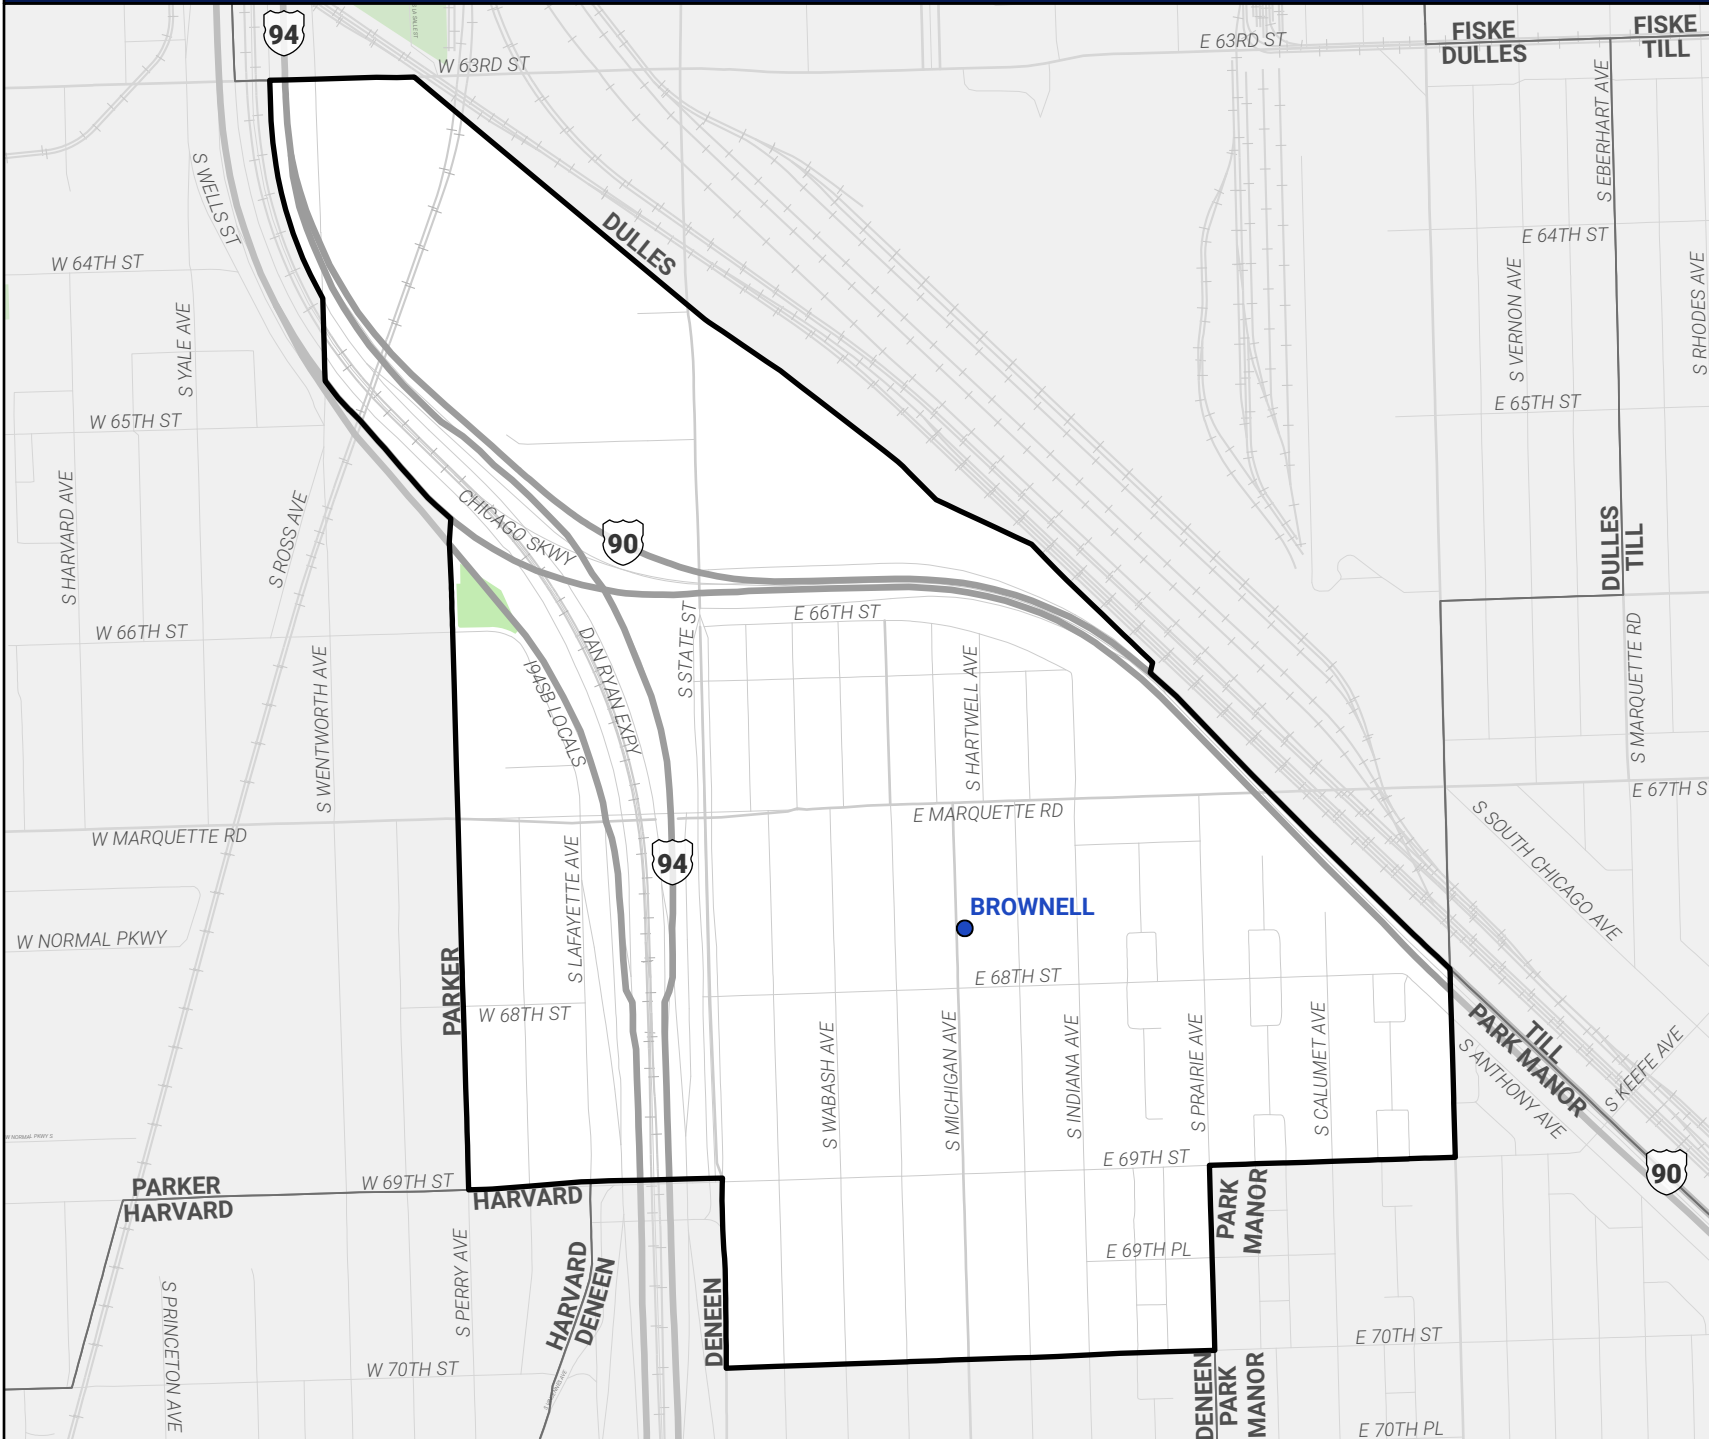 94
W 63RD ST
E 63RD ST
FISKE
DULLES
FISKE
TILL
S EBERHART AVE
S WELLS ST
DULLES
W 64TH ST
E 64TH ST
S YALE AVE
S VERNON AVE
S RHODES AVE
W 65TH ST
E 65TH ST
S HARVARD AVE
S ROSS AVE
CHICAGO SKWY
90
DULLES
TILL
W 66TH ST
E 66TH ST
S WENTWORTH AVE
I94SB LOCALS
DAN RYAN EXPY
S STATE ST
S HARTWELL AVE
S MARQUETTE RD
E 67TH S
W MARQUETTE RD
E MARQUETTE RD
S SOUTH CHICAGO AVE
94
S LAFAYETTE AVE
BROWNELL
W NORMAL PKWY
PARKER
E 68TH ST
W 68TH ST
S WABASH AVE
S MICHIGAN AVE
S INDIANA AVE
S PRAIRIE AVE
S CALUMET AVE
TILL
PARK MANOR
S ANTHONY AVE
S KEEFE AVE
W NORMAL PKWY S
E 69TH ST
90
PARKER
HARVARD
W 69TH ST
HARVARD
PARK
MANOR
E 69TH PL
S PERRY AVE
HARVARD
DENEEN
DENEEN
S PRINCETON AVE
W 70TH ST
E 70TH ST
DENEEN
PARK
MANOR
E 70TH PL